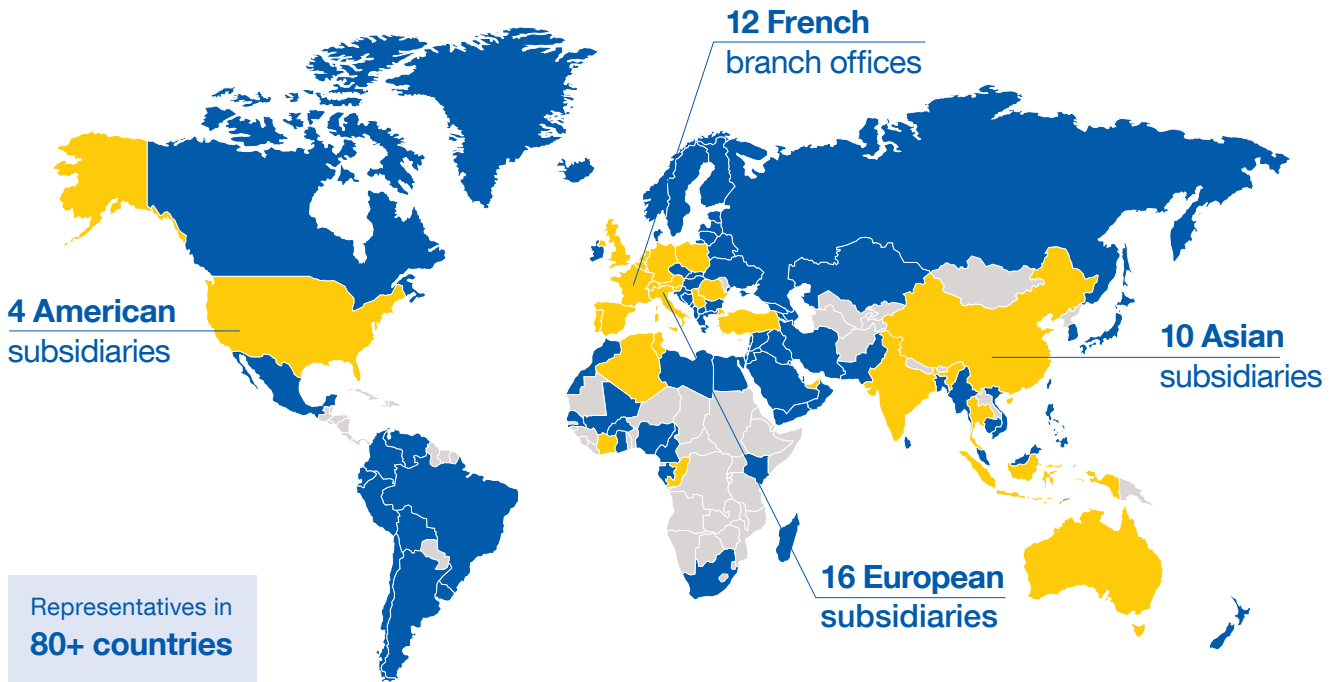 12 French
branch offices
4 American
subsidiaries
10 Asian
subsidiaries
16 European
subsidiaries
Representatives in
80+ countries